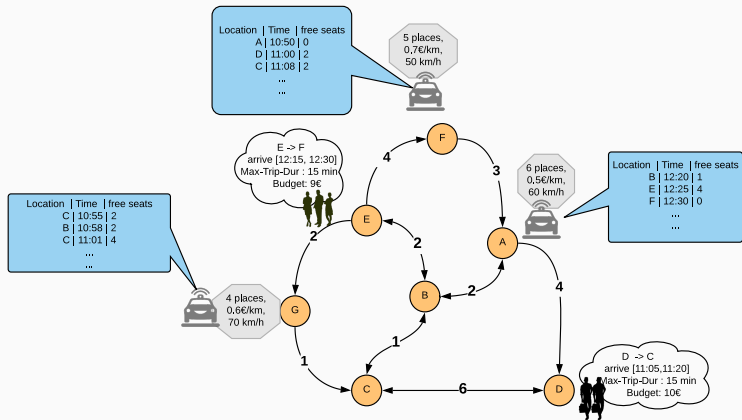 Location | Time | free seats
A | 10:50 | 0
D | 11:00 | 2
C | 11:08 | 2
...
...
5 places,
0,7€/km,
50 km/h
F
E -> F
arrive [12:15, 12:30]
Max-Trip-Dur : 15 min
Budget: 9€
4
3
6 places,
0,5€/km,
60 km/h
Location | Time | free seats
B | 12:20 | 1
E | 12:25 | 4
F | 12:30 | 0
...
...
Location | Time | free seats
C | 10:55 | 2
B | 10:58 | 2
C | 11:01 | 4
...
...
E
2
2
A
4 places,
0.6€/km,
70 km/h
G
B
2
4
1
1
C
6
D
D -> C
arrive [11:05,11:20]
Max-Trip-Dur : 15 min
Budget: 10€